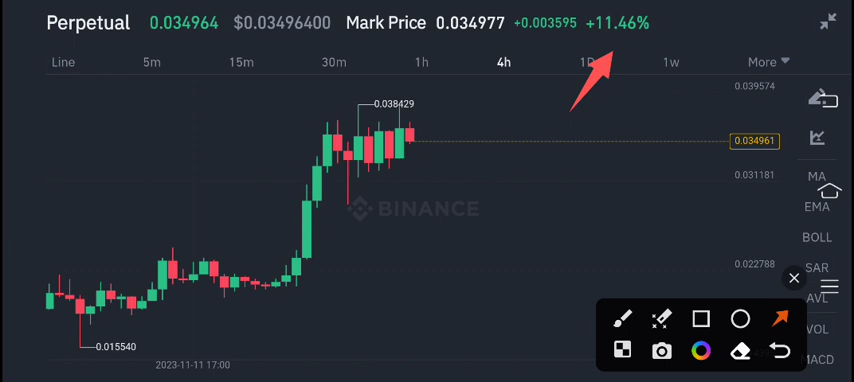 Perpetual 0.034964 $0.03496400 Mark Price 0.034977 +0.003595 +11.46%
Line 5m 15m 30m 1h 4h 1D 1w More
0.039574
0.038429
0.034961
0.031181
MA
BINANCE
EMA
BOLL
0.022788
SAR
AVL
VOL
0.015540
MACD
2023-11-11 17:00